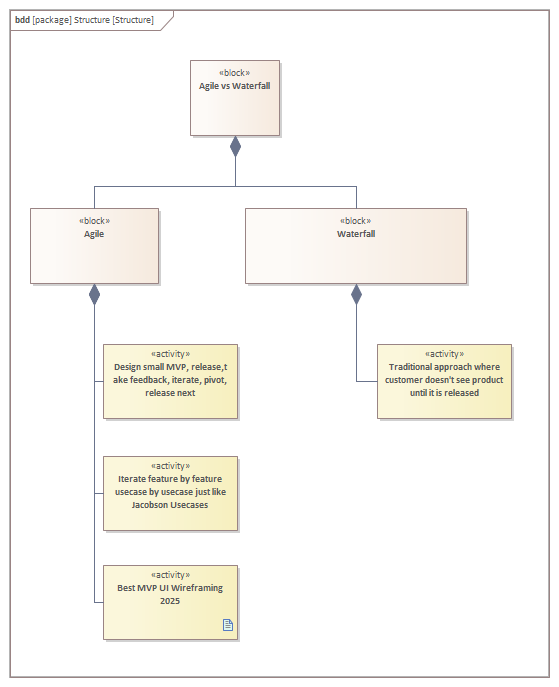 bdd [package] Structure [Structure]
«block»
Agile vs Waterfall
«block»
Agile
«block»
Waterfall
«activity»
Design small MVP, release,t
ake feedback, iterate, pivot,
release next
«activity»
Traditional approach where
customer doesn't see product
until it is released
«activity»
Iterate feature by feature
usecase by usecase just like
Jacobson Usecases
«activity»
Best MVP UI Wireframing
2025